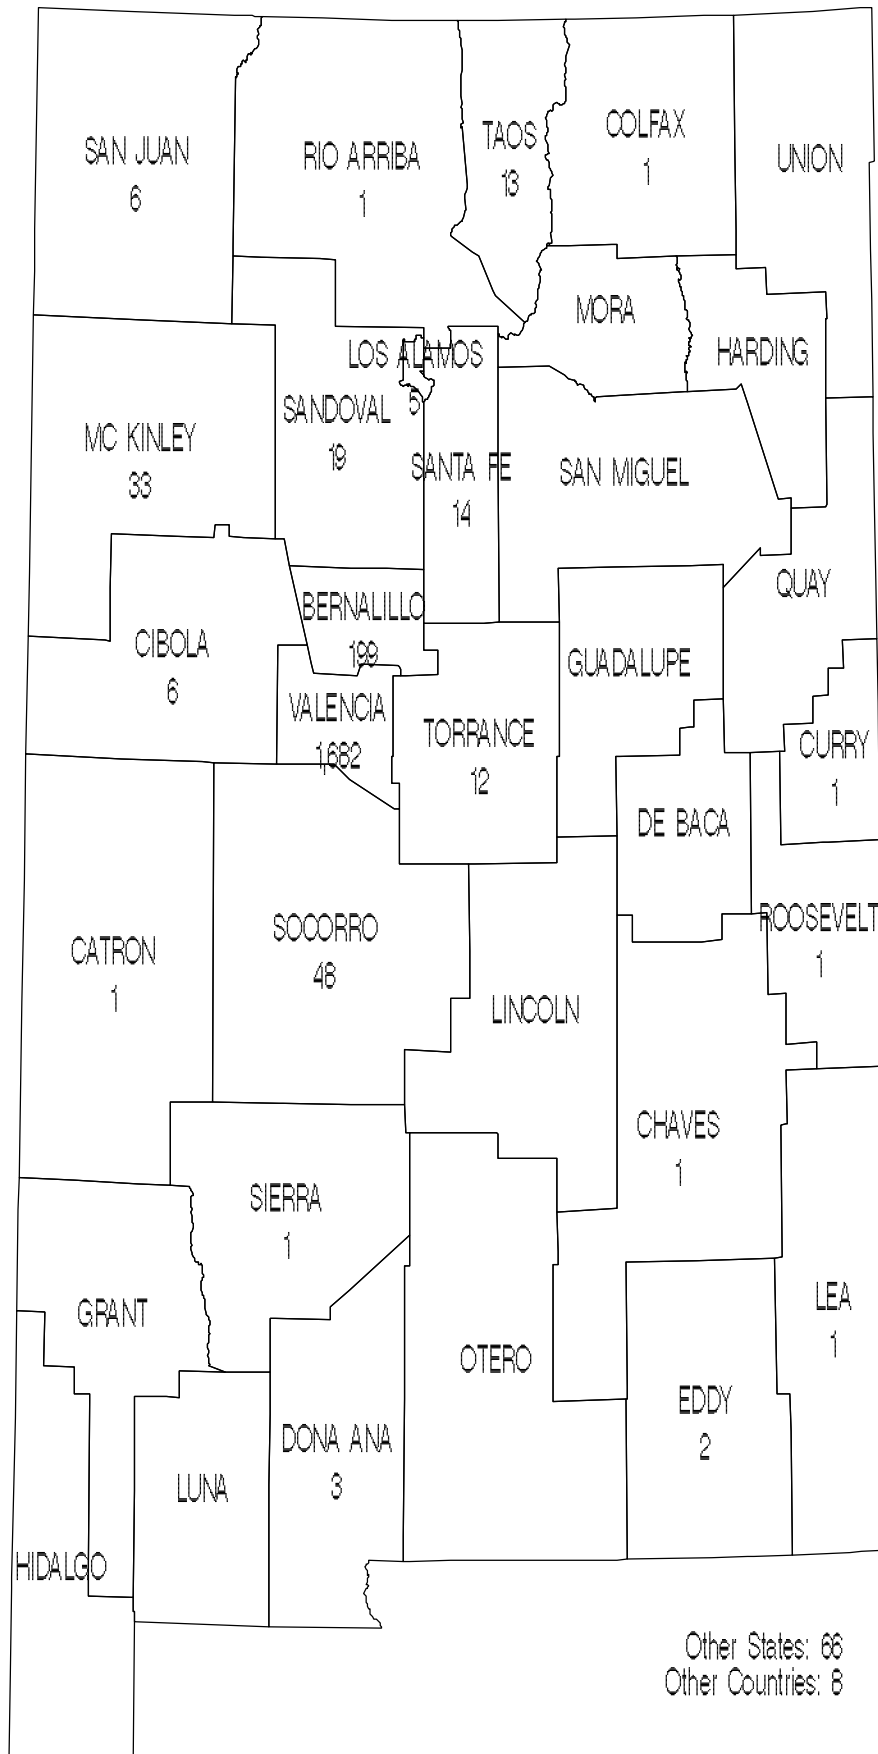 SAN JUAN
6
RIO ARRIBA
1
TAOS
13
COLFAX
1
UNION
MORA
HARDING
LOS ALAMOS
5
MC KINLEY
33
SANDOVAL
19
SANTA FE
14
SAN MIGUEL
QUAY
BERNALILLO
199
CIBOLA
6
GUADALUPE
VALENCIA
1,682
TORRANCE
12
CURRY
1
DE BACA
CATRON
1
SOCORRO
48
ROOSEVELT
1
LINCOLN
CHAVES
1
SIERRA
1
GRANT
LEA
1
OTERO
EDDY
2
DONA ANA
3
LUNA
HIDALGO
Other States: 66
Other Countries: 8